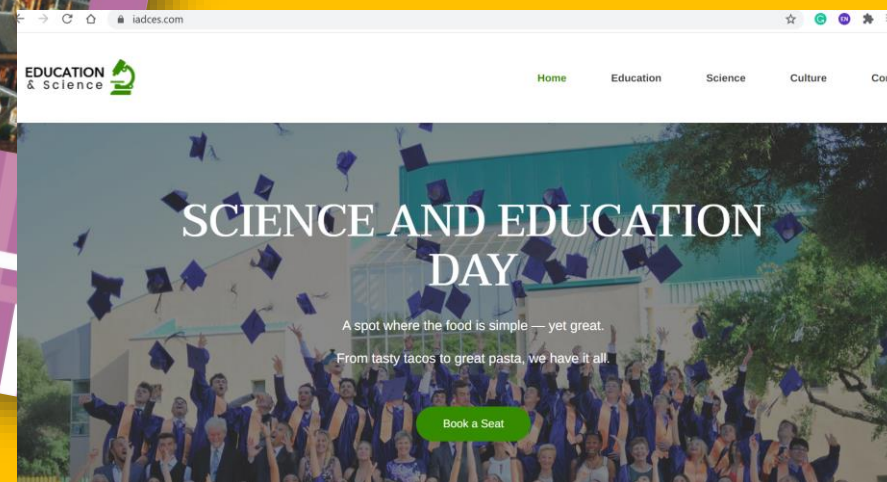 iadces.com
EN
EDUCATION
& Science
Home Education Science Culture
SCIENCE AND EDUCATION
DAY
A spot where the food is simple — yet great.
From tasty tacos to great pasta, we have it all.
Book a Seat